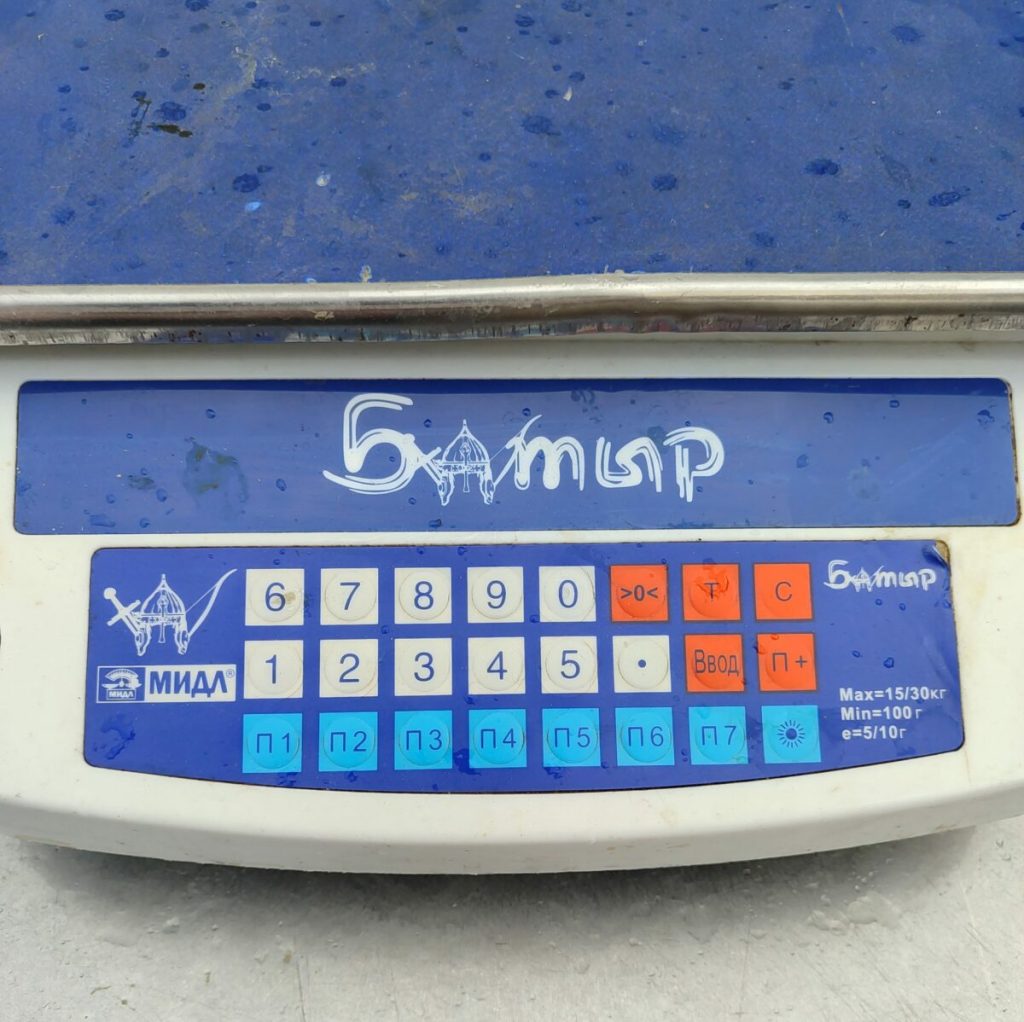 Батыр
6 7 8 9 0 >0< Т С
Батыр
МИДЛ МИДЛ®
1 2 3 4 5 • Ввод П+
Max=15/30кг
Min=100г
e=5/10г
П1 П2 П3 П4 П5 П6 П7